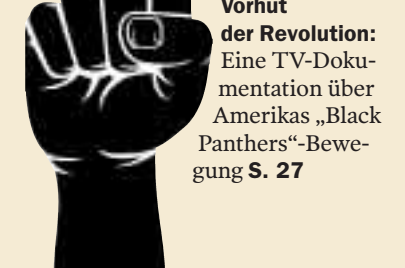 Vorhut
der Revolution:
Eine TV-Doku-
mentation über
Amerikas „Black
Panthers“-Bewe-
gung S. 27